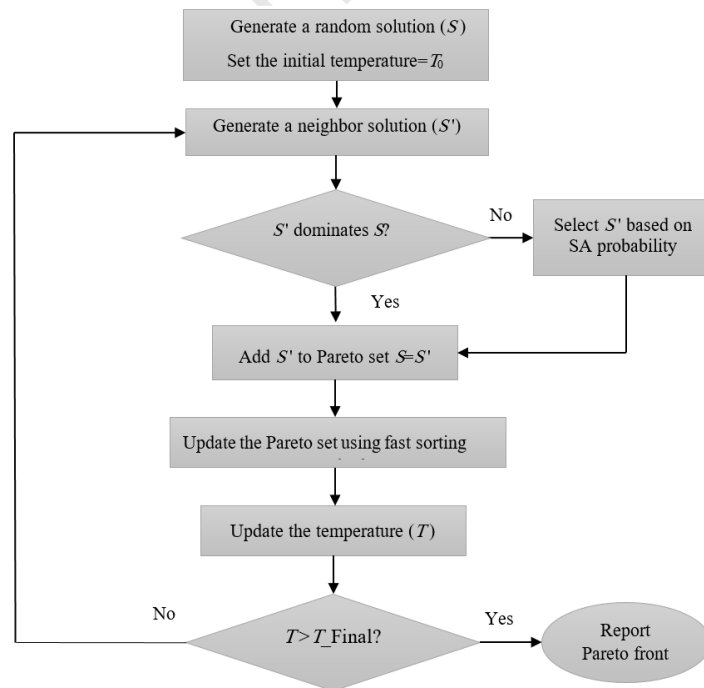 Generate a random solution (S)
Set the initial temperature=T0
Generate a neighbor solution (S')
S' dominates S?
No
Select S' based on
SA probability
Yes
Add S' to Pareto set S=S'
Update the Pareto set using fast sorting
Update the temperature (T)
No
T>T_Final?
Yes
Report
Pareto front